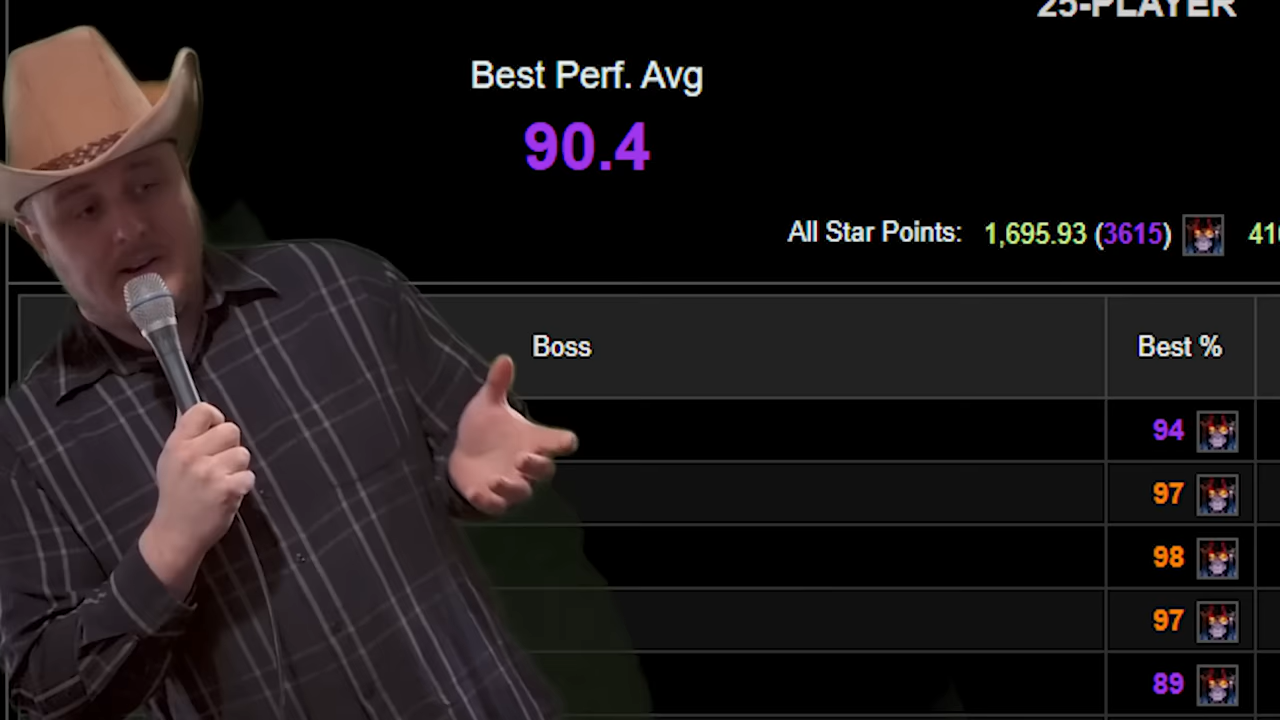 25-PLAYER
Best Perf. Avg
90.4
All Star Points: 1,695.93 (3615)
Boss Best %
94
97
98
97
89